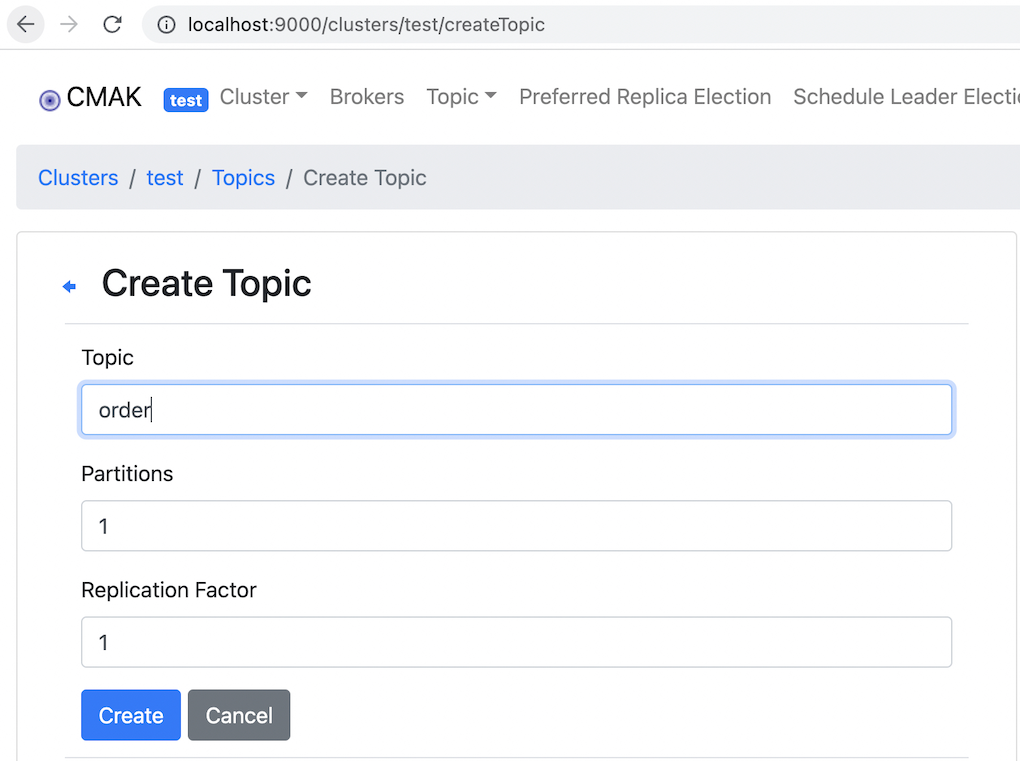 localhost:9000/clusters/test/createTopic
CMAK test Cluster Brokers Topic Preferred Replica Election Schedule Leader
Clusters / test / Topics / Create Topic
Create Topic
Topic
order
Partitions
1
Replication Factor
1
Create Cancel